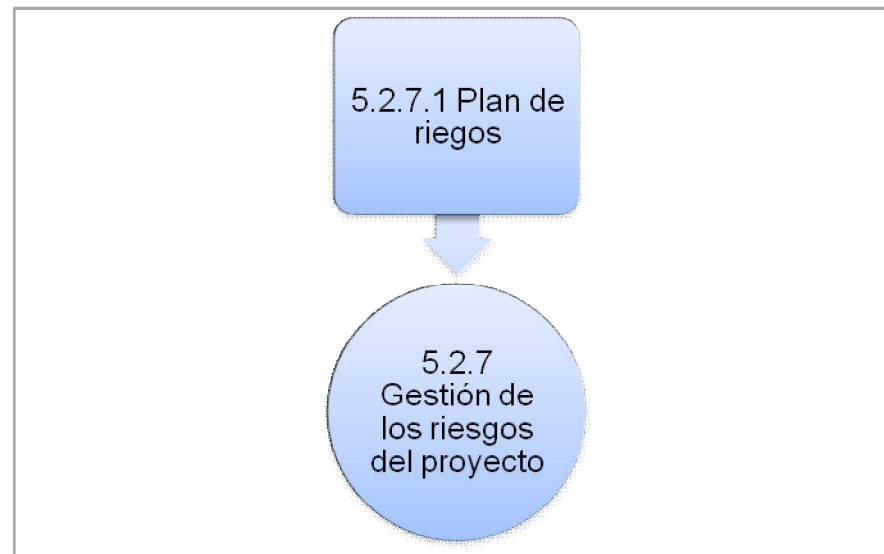 5.2.7.1 Plan de
riegos
5.2.7
Gestión de
los riesgos
del proyecto